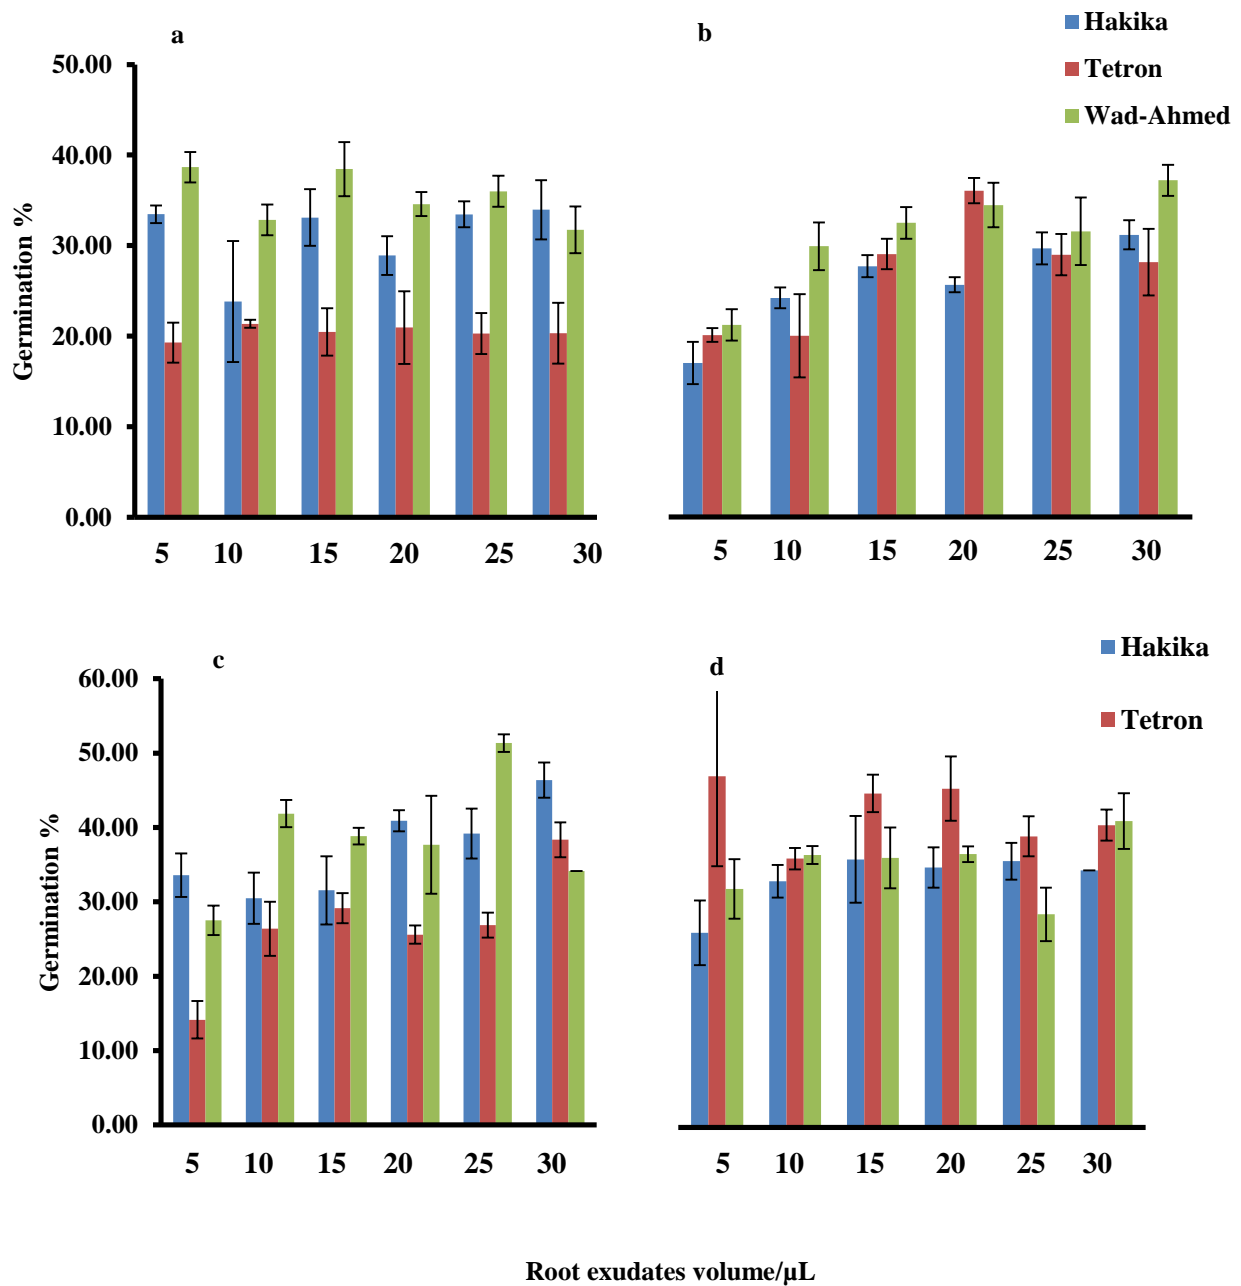 a
b
Hakika
Tetron
Wad-Ahmed
Germination %
50.00
40.00
30.00
20.00
10.00
0.00
5 10 15 20 25 30
5 10 15 20 25 30
c
d
Hakika
Tetron
Germination %
60.00
50.00
40.00
30.00
20.00
10.00
0.00
5 10 15 20 25 30
5 10 15 20 25 30
Root exudates volume/µL